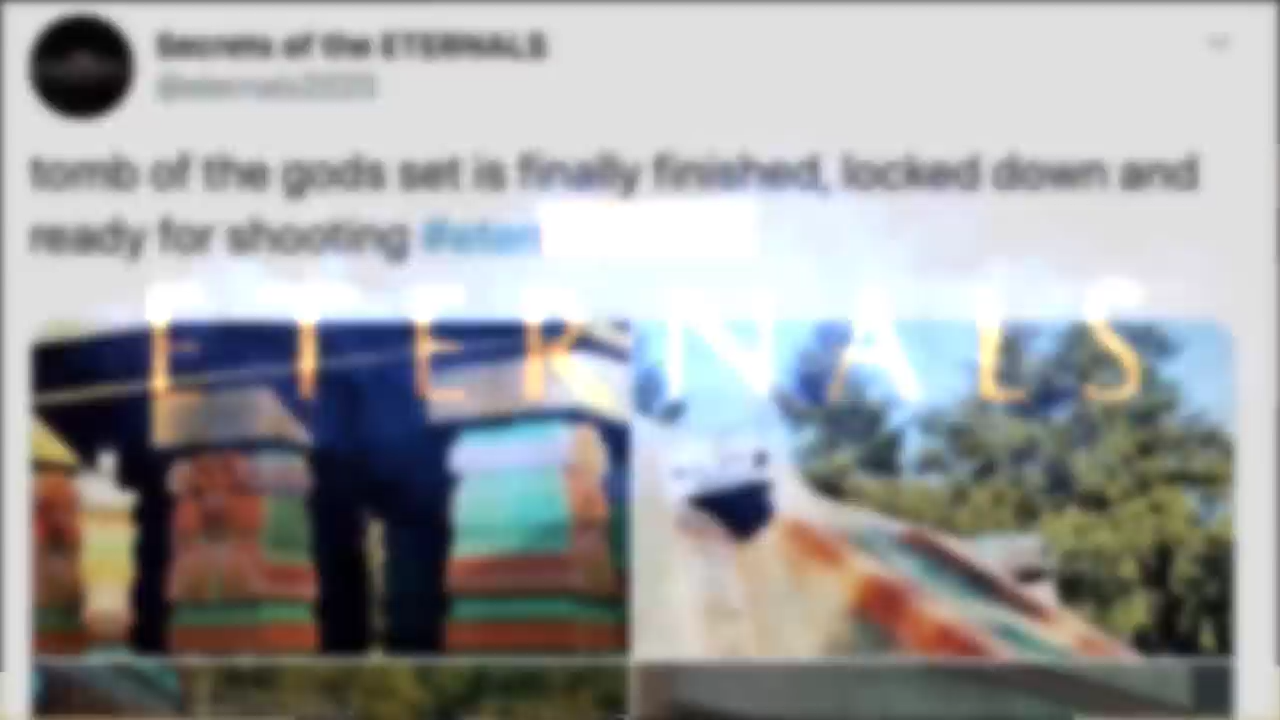 Secrets of the ETERNALS
@eternals2020
tomb of the gods set is finally finished, locked down and
ready for shooting #eter
ETERNALS